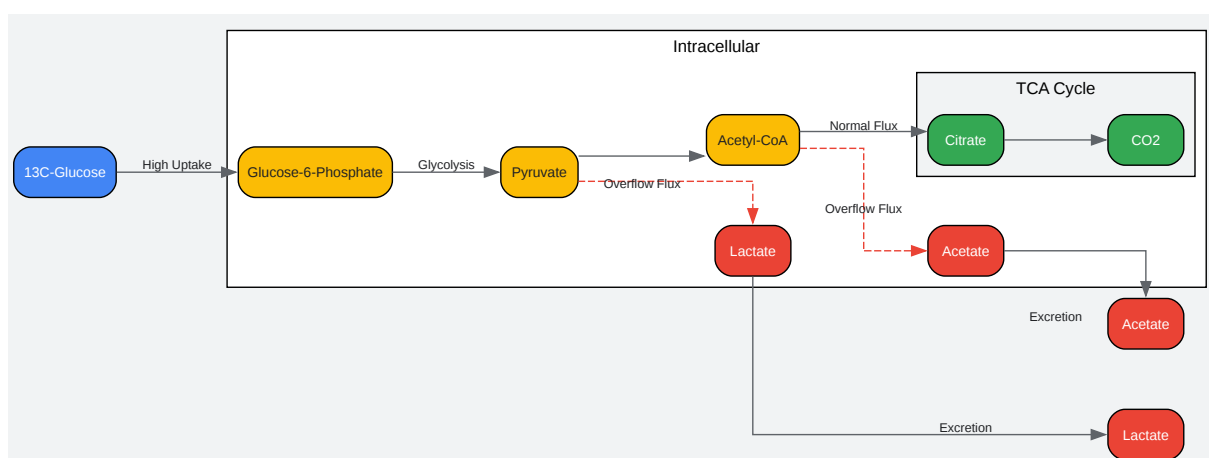 Intracellular
TCA Cycle
13C-Glucose
High Uptake
Glucose-6-Phosphate
Glycolysis
Pyruvate
Overflow Flux
Acetyl-CoA
Normal Flux
Citrate
CO2
Overflow Flux
Lactate
Acetate
Excretion
Acetate
Excretion
Lactate